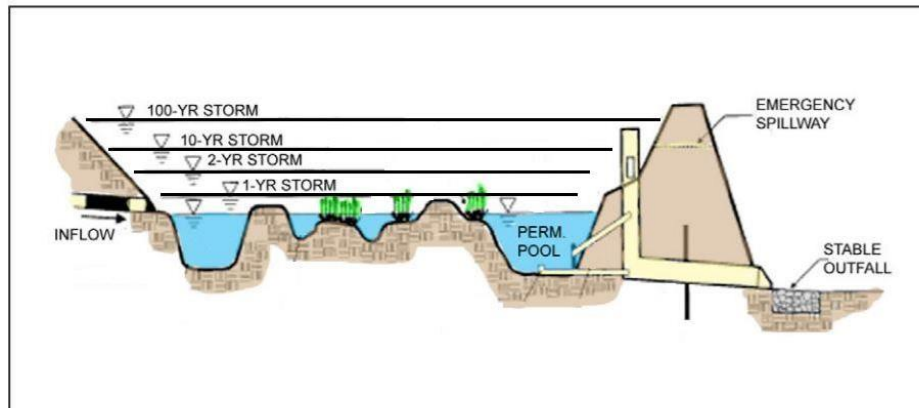 100-YR STORM
10-YR STORM
2-YR STORM
1-YR STORM
INFLOW
PERM.
POOL
EMERGENCY
SPILLWAY
STABLE
OUTFALL